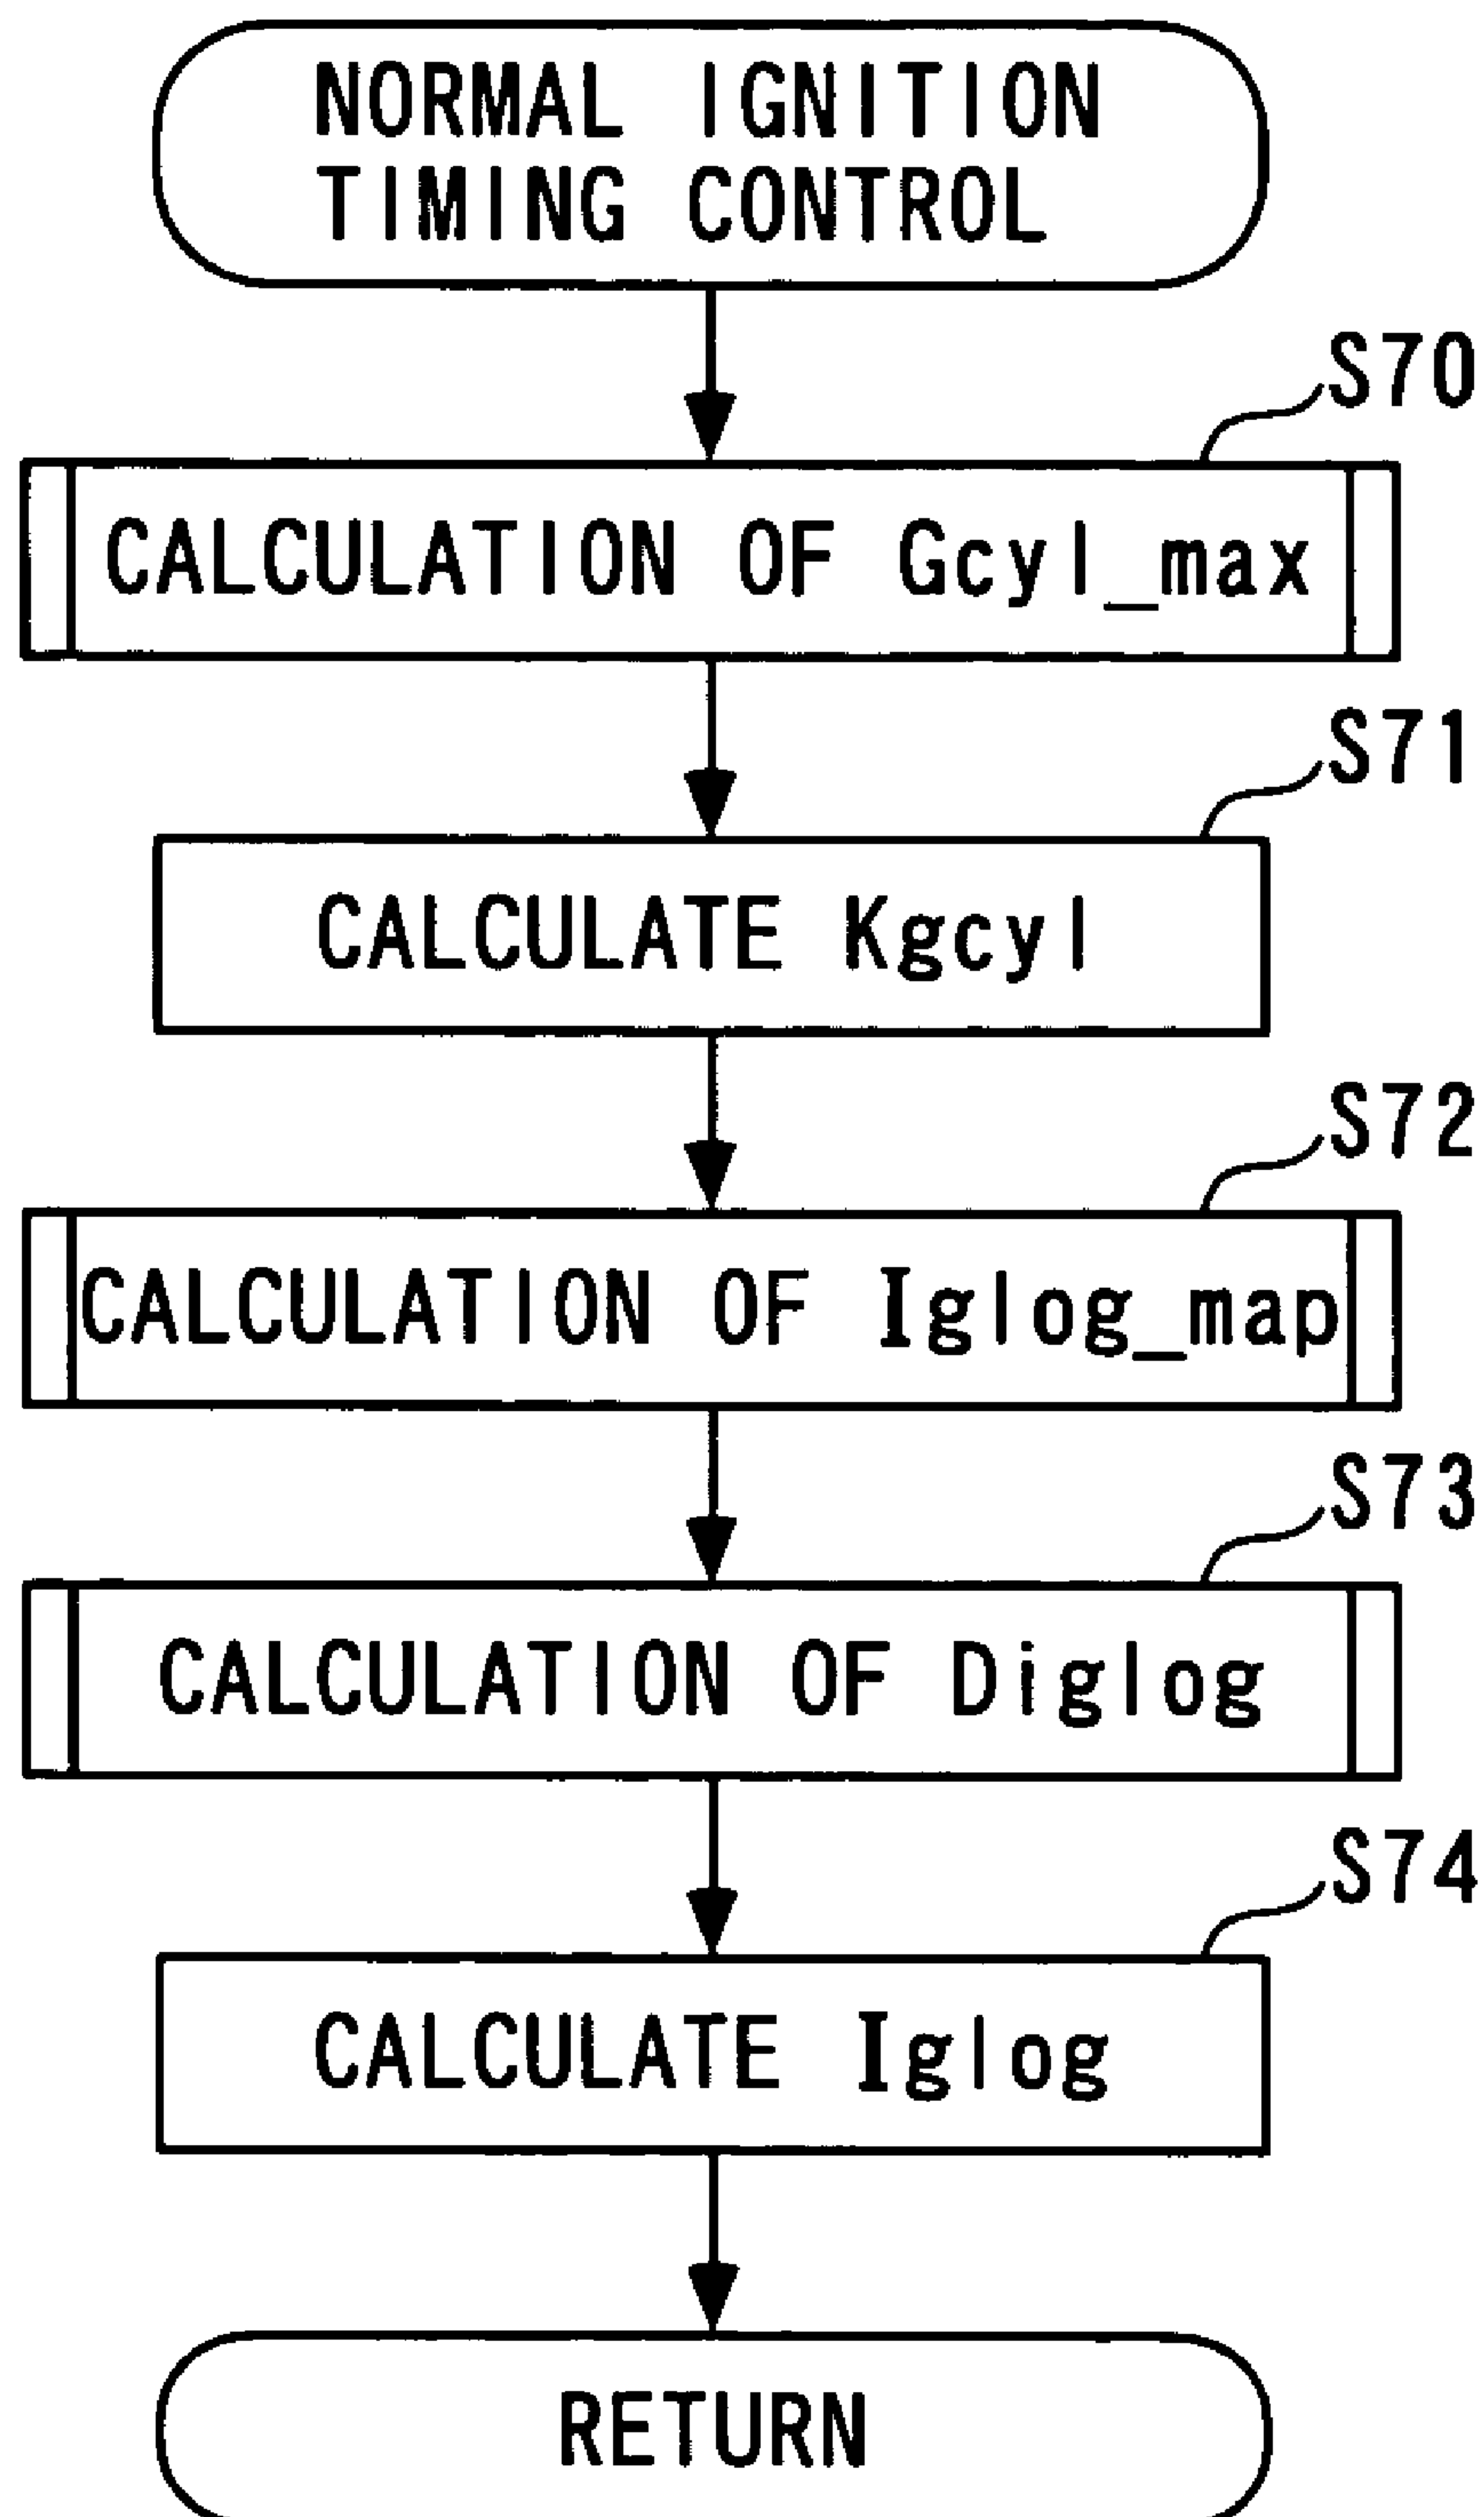 NORMAL IGNITION
TIMING CONTROL
S70
CALCULATION OF Gcyl_max
S71
CALCULATE Kgcyl
S72
CALCULATION OF Iglog_map
S73
CALCULATION OF Diglog
S74
CALCULATE Iglog
RETURN